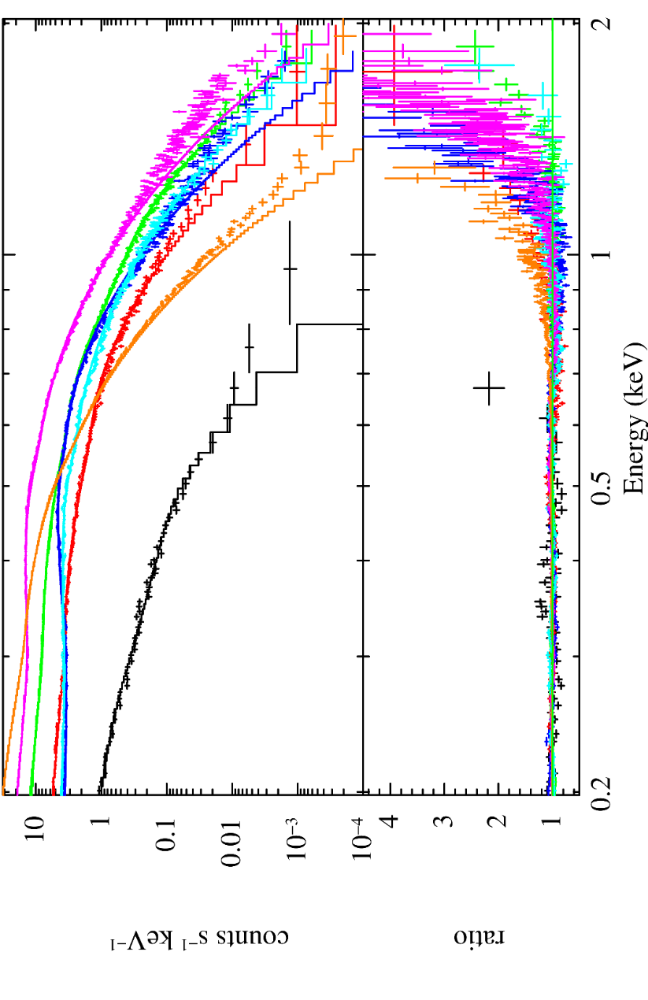 10
1
0.1
0.01
10⁻³
10⁻⁴
counts s⁻¹ keV⁻¹
4
3
2
1
ratio
0.2 0.5 1 2
Energy (keV)